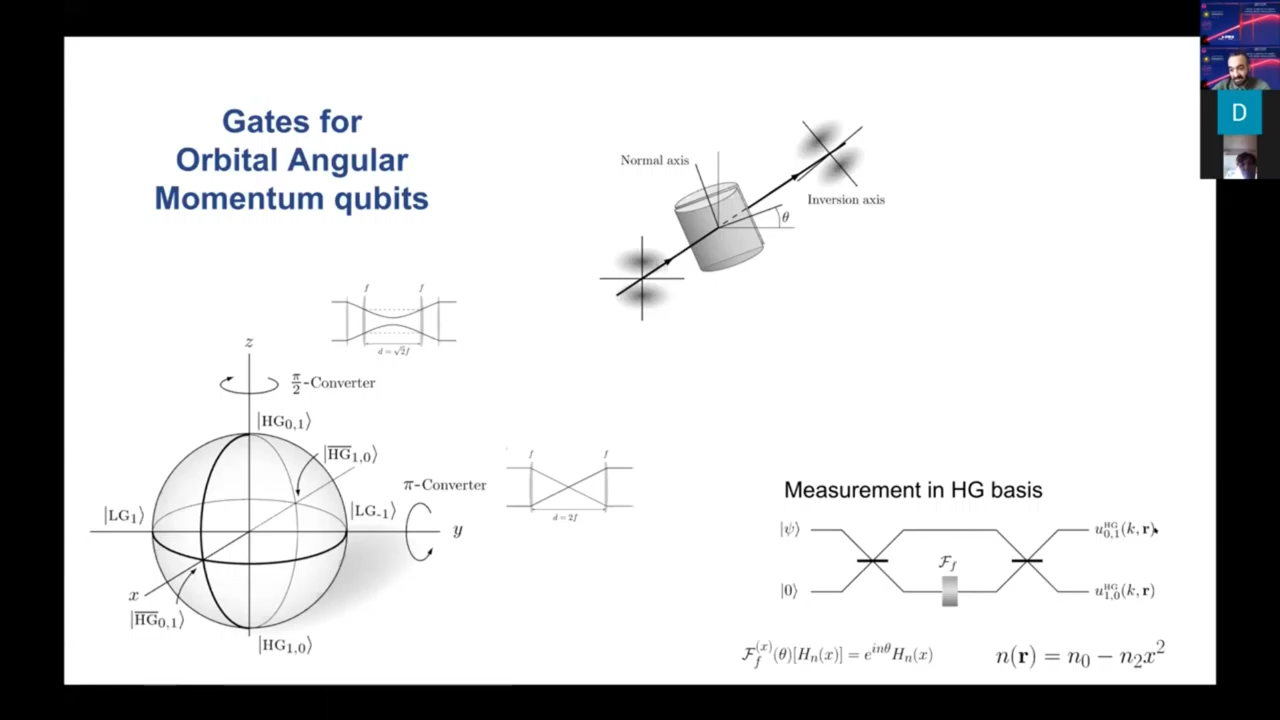 Gates for
Orbital Angular
Momentum qubits
Normal axis
θ
Inversion axis
f f
d = √2f
z
π/2-Converter
|HG₀,₁⟩
|H̅G̅₁,₀⟩
π-Converter
|LG₁⟩
|LG₋₁⟩
y
x
|H̅G̅₀,₁⟩
|HG₁,₀⟩
f f
d = 2f
Measurement in HG basis
|ψ⟩
u₀,₁ᴴᴳ(k, r)
𝓕_f
|0⟩
u₁,₀ᴴᴳ(k, r)
𝓕_f^(x)(θ)[Hₙ(x)] = e^{inθ}Hₙ(x)
n(r) = n₀ − n₂x²
D